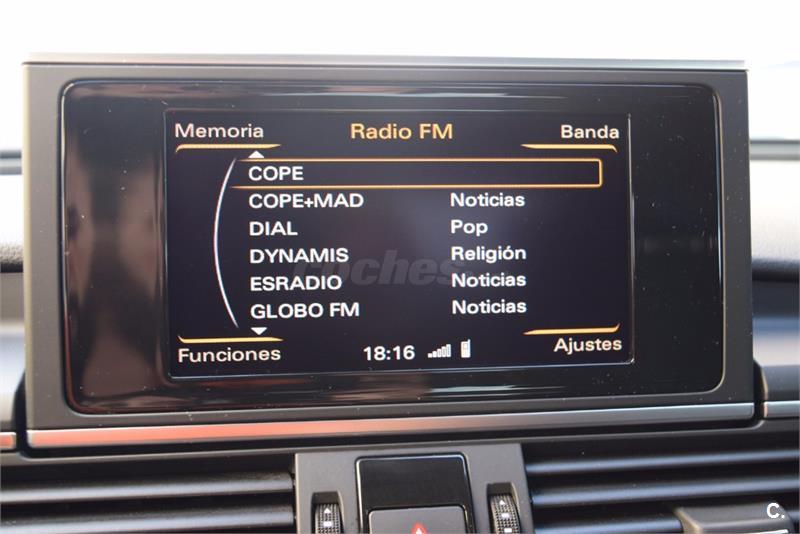 Memoria Radio FM Banda
COPE
COPE+MAD Noticias
DIAL Pop
DYNAMIS Religión
ESRADIO Noticias
GLOBO FM Noticias
Funciones 18:16 Ajustes
coches
C.